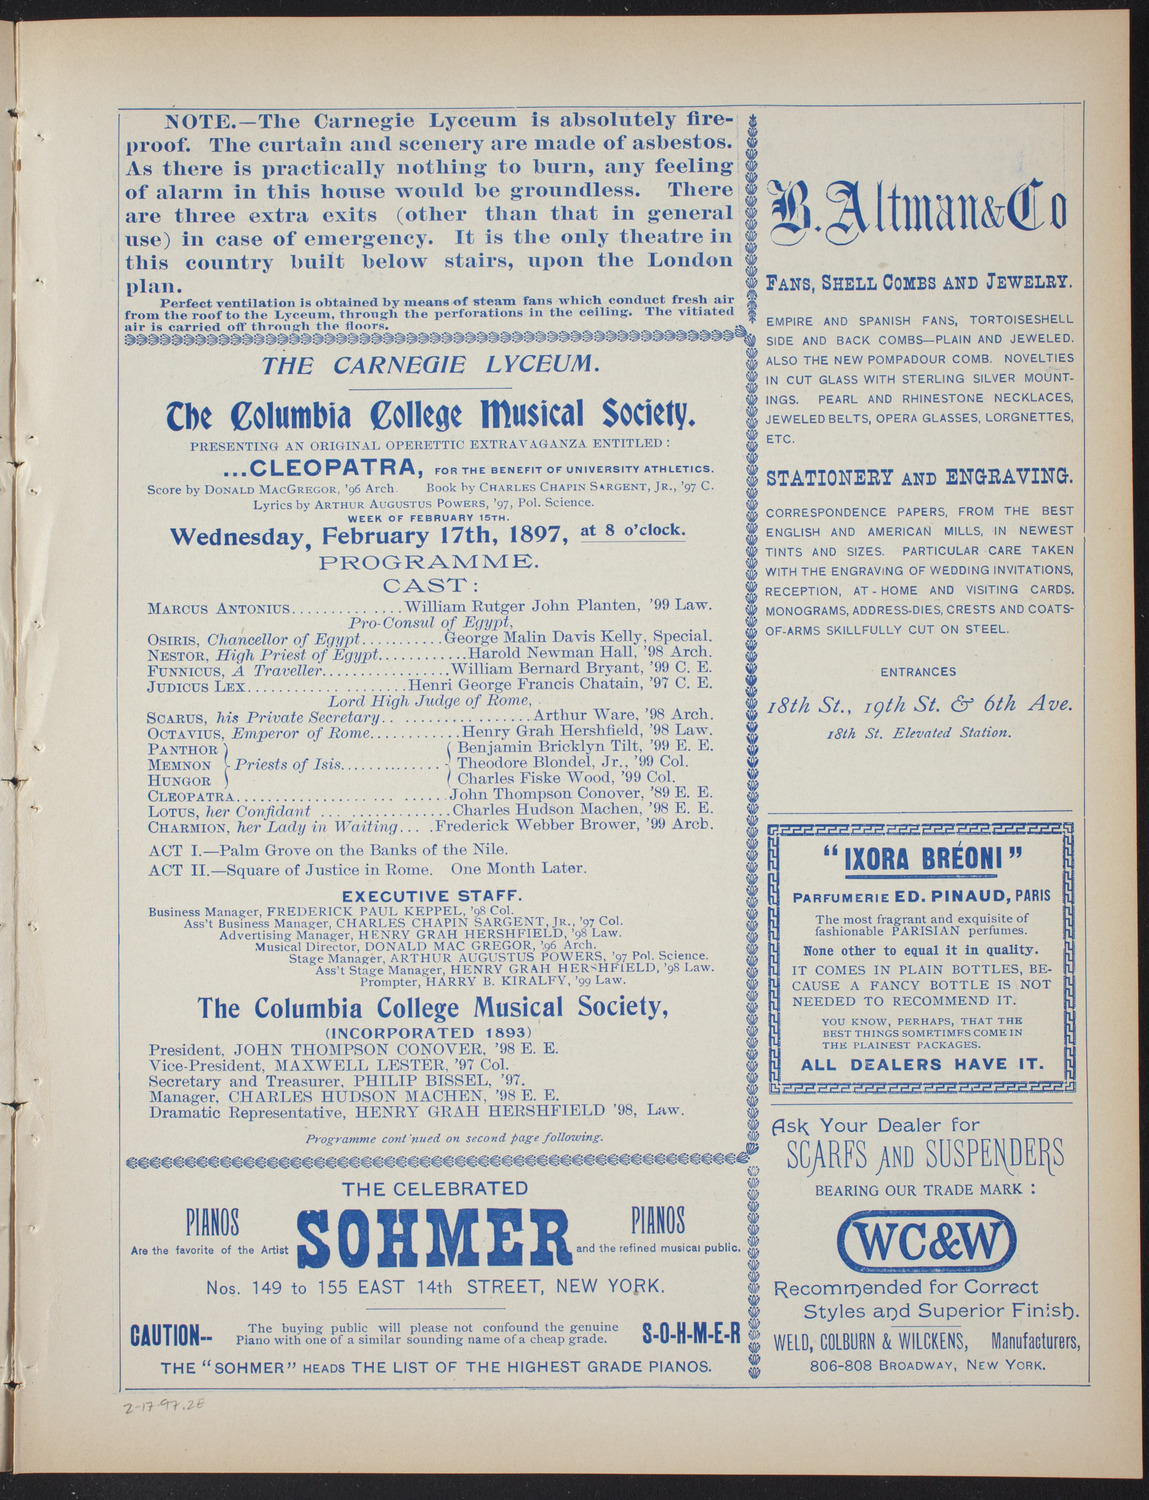 NOTE.—The Carnegie Lyceum is absolutely fire-
proof. The curtain and scenery are made of asbestos.
As there is practically nothing to burn, any feeling
of alarm in this house would be groundless. There
are three extra exits (other than that in general
use) in case of emergency. It is the only theatre in
this country built below stairs, upon the London
plan.
Perfect ventilation is obtained by means of steam fans which conduct fresh air
from the roof to the Lyceum, through the perforations in the ceiling. The vitiated
air is carried off through the floors.
THE CARNEGIE LYCEUM.
The Columbia College Musical Society.
PRESENTING AN ORIGINAL OPERETTIC EXTRAVAGANZA ENTITLED:
...CLEOPATRA, FOR THE BENEFIT OF UNIVERSITY ATHLETICS.
Score by DONALD MACGREGOR, '96 Arch. Book by CHARLES CHAPIN SARGENT, JR., '97 C.
Lyrics by ARTHUR AUGUSTUS POWERS, '97, Pol. Science.
WEEK OF FEBRUARY 15TH.
Wednesday, February 17th, 1897, at 8 o'clock.
PROGRAMME.
CAST:
MARCUS ANTONIUS..............William Rutger John Planten, '99 Law.
Pro-Consul of Egypt,
OSIRIS, Chancellor of Egypt...........George Malin Davis Kelly, Special.
NESTOR, High Priest of Egypt............Harold Newman Hall, '98 Arch.
FUNNICUS, A Traveller.................William Bernard Bryant, '99 C. E.
JUDICUS LEX.....................Henri George Francis Chatain, '97 C. E.
Lord High Judge of Rome,
SCARUS, his Private Secretary.. .................Arthur Ware, '98 Arch.
OCTAVIUS, Emperor of Rome............Henry Grah Hershfield, '98 Law.
PANTHOR } { Benjamin Bricklyn Tilt, '99 E. E.
MEMNON } Priests of Isis.............. { Theodore Blondel, Jr., '99 Col.
HUNGOR } { Charles Fiske Wood, '99 Col.
CLEOPATRA.................... ... ......John Thompson Conover, '89 E. E.
LOTUS, her Confidant ... .............Charles Hudson Machen, '98 E. E.
CHARMION, her Lady in Waiting... .Frederick Webber Brower, '99 Arch.
ACT I.—Palm Grove on the Banks of the Nile.
ACT II.—Square of Justice in Rome. One Month Later.
EXECUTIVE STAFF.
Business Manager, FREDERICK PAUL KEPPEL, '98 Col.
Ass't Business Manager, CHARLES CHAPIN SARGENT, JR., '97 Col.
Advertising Manager, HENRY GRAH HERSHFIELD, '98 Law.
Musical Director, DONALD MAC GREGOR, '96 Arch.
Stage Manager, ARTHUR AUGUSTUS POWERS, '97 Pol. Science.
Ass't Stage Manager, HENRY GRAH HERSHFIELD, '98 Law.
Prompter, HARRY B. KIRALFY, '99 Law.
The Columbia College Musical Society,
(INCORPORATED 1893)
President, JOHN THOMPSON CONOVER, '98 E. E.
Vice-President, MAXWELL LESTER, '97 Col.
Secretary and Treasurer, PHILIP BISSEL, '97.
Manager, CHARLES HUDSON MACHEN, '98 E. E.
Dramatic Representative, HENRY GRAH HERSHFIELD '98, Law.
Programme cont'nued on second page following.
THE CELEBRATED
PIANOS SOHMER PIANOS
Are the favorite of the Artist and the refined musical public.
Nos. 149 to 155 EAST 14th STREET, NEW YORK.
CAUTION-- The buying public will please not confound the genuine S-O-H-M-E-R
Piano with one of a similar sounding name of a cheap grade.
THE "SOHMER" HEADS THE LIST OF THE HIGHEST GRADE PIANOS.
B. Altman & Co
FANS, SHELL COMBS AND JEWELRY.
EMPIRE AND SPANISH FANS, TORTOISESHELL
SIDE AND BACK COMBS—PLAIN AND JEWELED.
ALSO THE NEW POMPADOUR COMB. NOVELTIES
IN CUT GLASS WITH STERLING SILVER MOUNT-
INGS. PEARL AND RHINESTONE NECKLACES,
JEWELED BELTS, OPERA GLASSES, LORGNETTES,
ETC.
STATIONERY AND ENGRAVING.
CORRESPONDENCE PAPERS, FROM THE BEST
ENGLISH AND AMERICAN MILLS, IN NEWEST
TINTS AND SIZES. PARTICULAR CARE TAKEN
WITH THE ENGRAVING OF WEDDING INVITATIONS,
RECEPTION, AT-HOME AND VISITING CARDS.
MONOGRAMS, ADDRESS-DIES, CRESTS AND COATS-
OF-ARMS SKILLFULLY CUT ON STEEL.
ENTRANCES
18th St., 19th St. & 6th Ave.
18th St. Elevated Station.
"IXORA BRÉONI"
PARFUMERIE ED. PINAUD, PARIS
The most fragrant and exquisite of
fashionable PARISIAN perfumes.
None other to equal it in quality.
IT COMES IN PLAIN BOTTLES, BE-
CAUSE A FANCY BOTTLE IS NOT
NEEDED TO RECOMMEND IT.
YOU KNOW, PERHAPS, THAT THE
BEST THINGS SOMETIMES COME IN
THE PLAINEST PACKAGES.
ALL DEALERS HAVE IT.
Ask Your Dealer for
SCARFS AND SUSPENDERS
BEARING OUR TRADE MARK:
WC&W
Recommended for Correct
Styles and Superior Finish.
WELD, COLBURN & WILCKENS, Manufacturers,
806-808 BROADWAY, NEW YORK.
2-17-97.2E